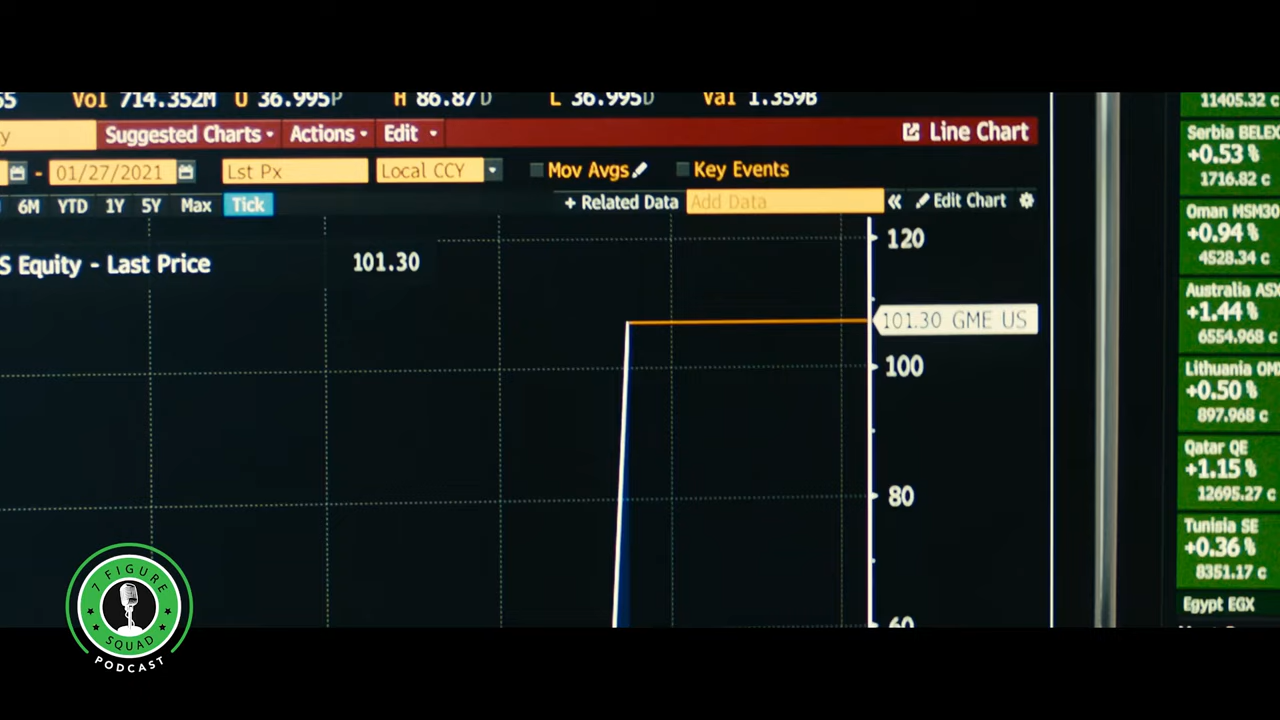 Vol 714.352M O 36.995P H 86.87D L 36.995D Val 1.359B
Suggested Charts Actions Edit Line Chart
- 01/27/2021 Lst Px Local CCY Mov Avgs Key Events
6M YTD 1Y 5Y Max Tick + Related Data Add Data « Edit Chart
S Equity - Last Price 101.30
120
101.30 GME US
100
80
60
11405.32 c
Serbia BELEX
+0.53 %
1716.82 c
Oman MSM30
+0.94 %
4528.34 c
Australia ASX
+1.44 %
6554.968 c
Lithuania OMX
+0.50 %
897.968 c
Qatar QE
+1.15 %
12695.27 c
Tunisia SE
+0.36 %
8351.17 c
Egypt EGX
7 FIGURE
SQUAD
PODCAST